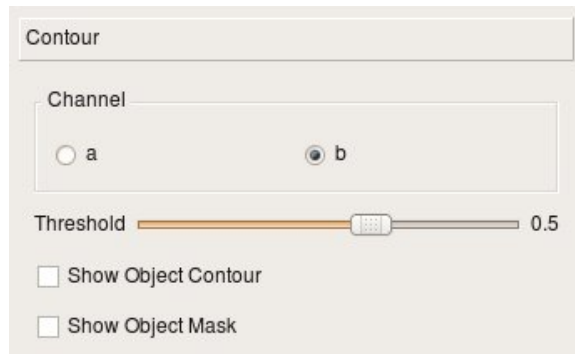 Contour
Channel
a b
Threshold 0.5
Show Object Contour
Show Object Mask